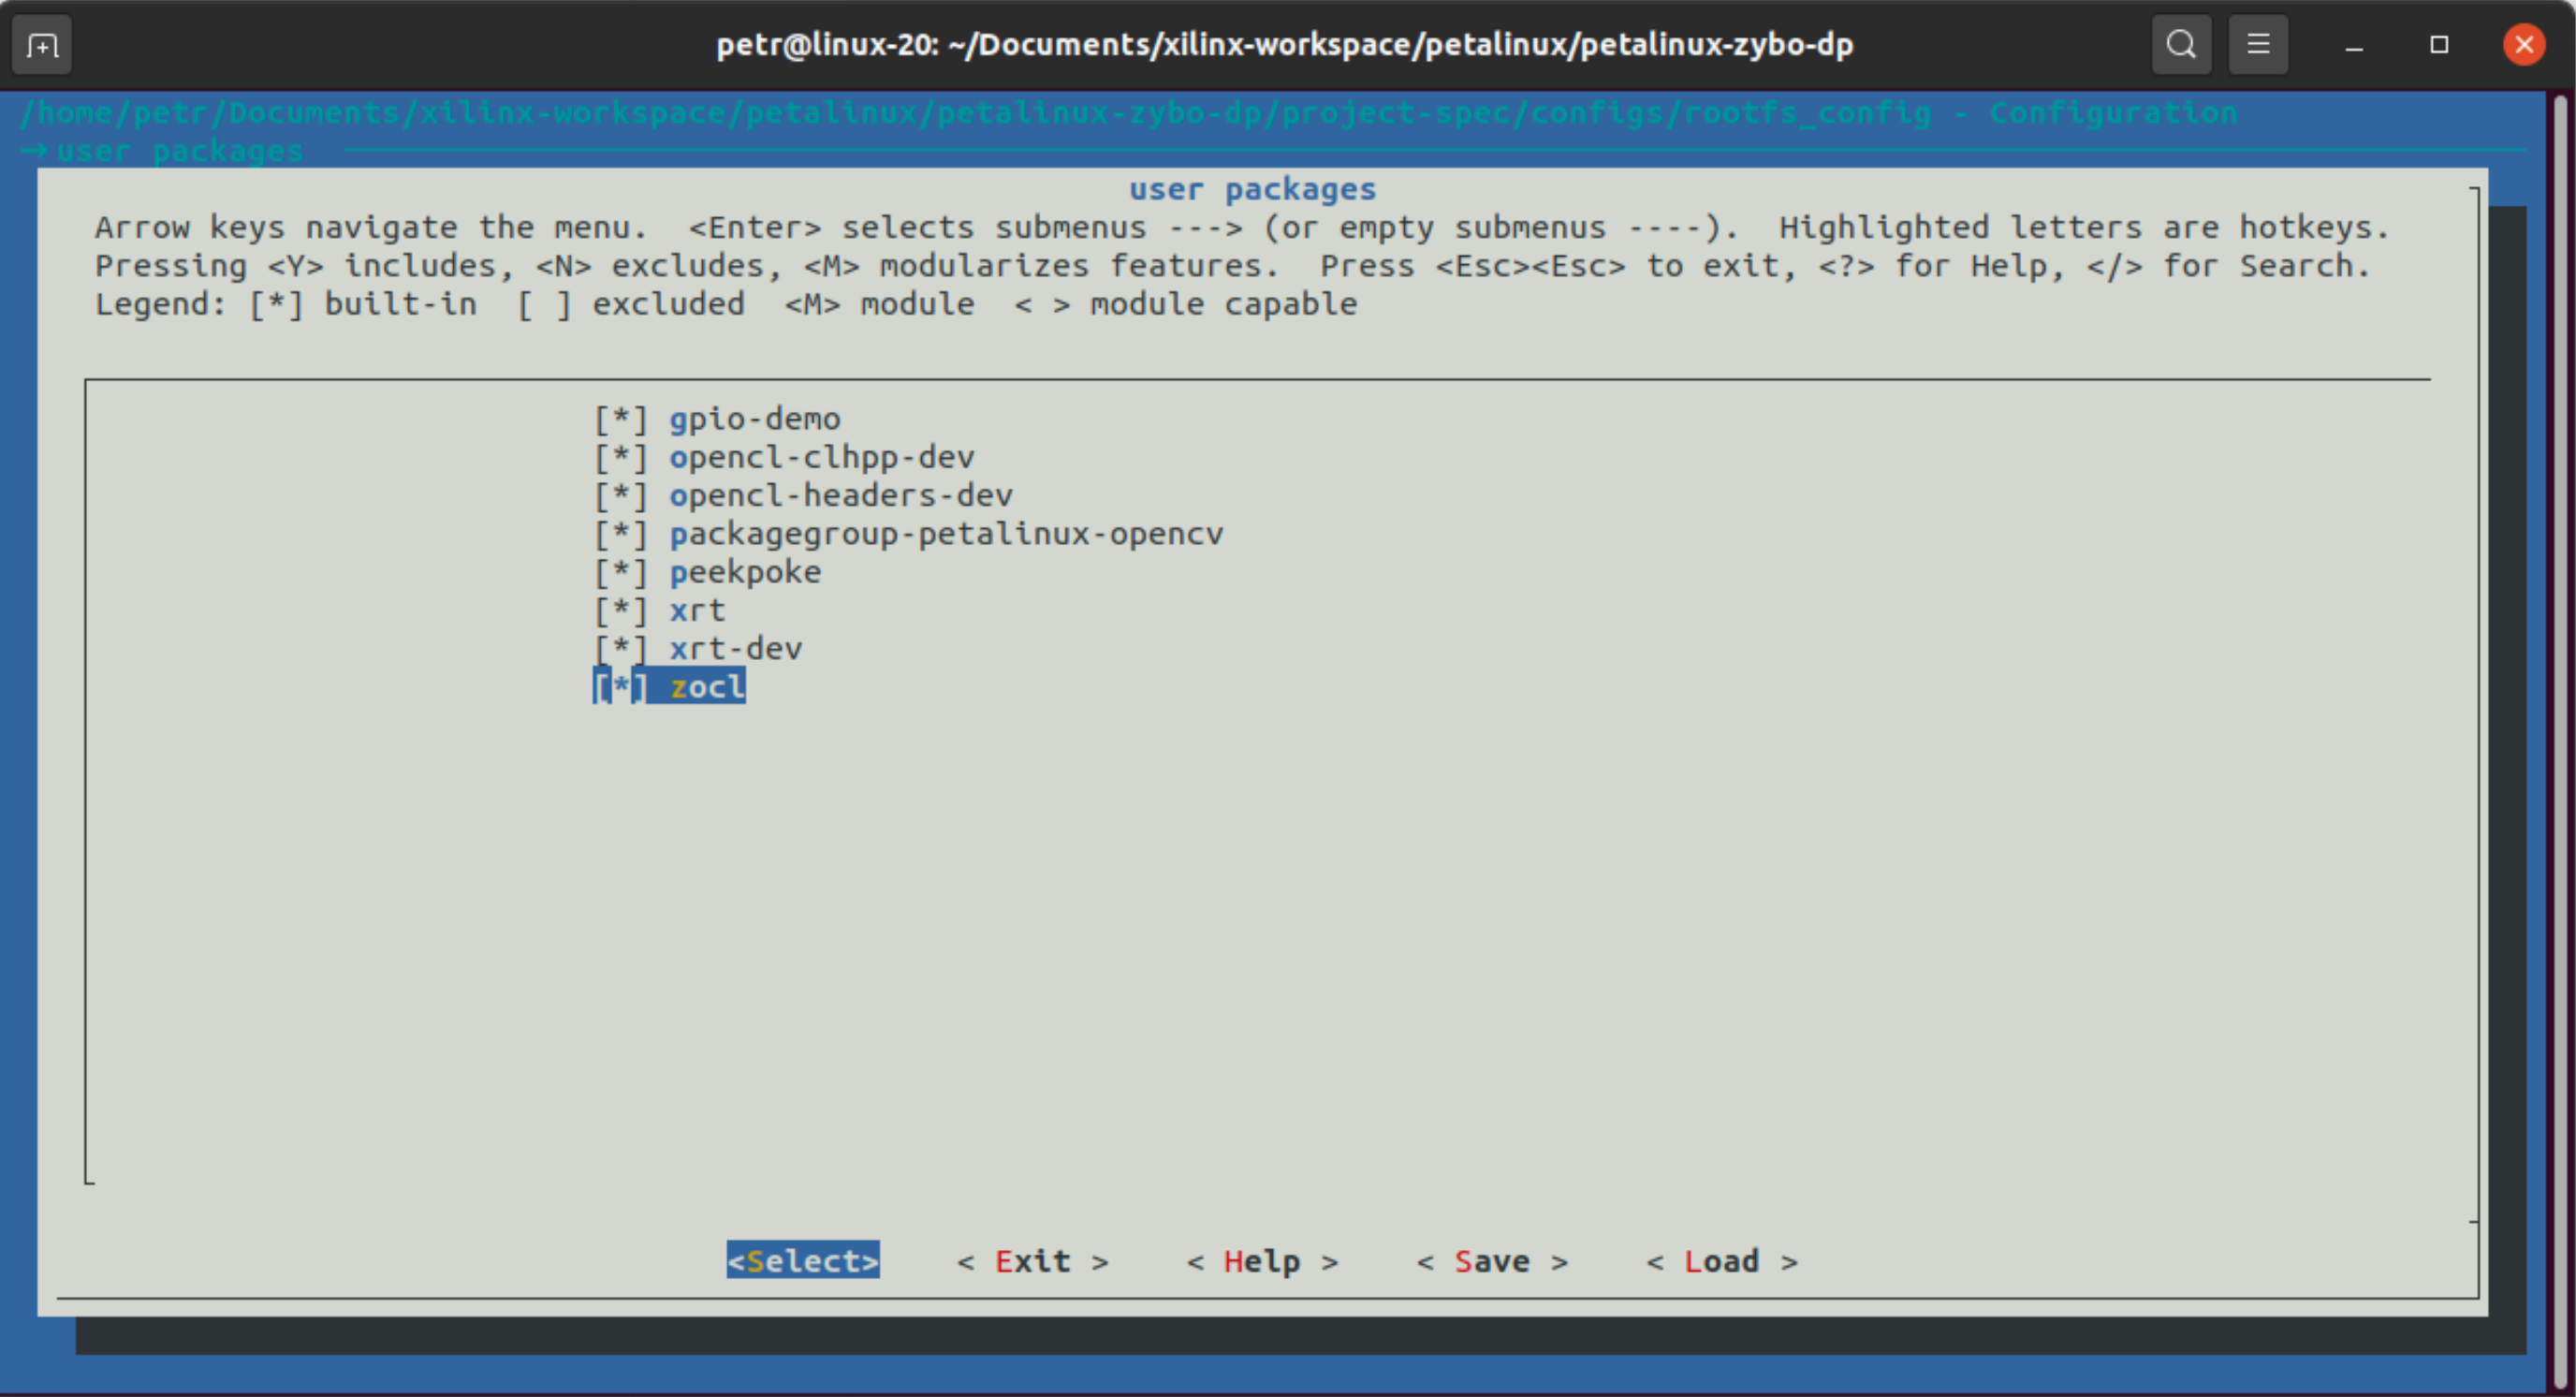 petr@linux-20: ~/Documents/xilinx-workspace/petalinux/petalinux-zybo-dp
/home/petr/Documents/xilinx-workspace/petalinux/petalinux-zybo-dp/project-spec/configs/rootfs_config - Configuration
→ user packages
user packages
Arrow keys navigate the menu.  <Enter> selects submenus ---> (or empty submenus ----).  Highlighted letters are hotkeys.
Pressing <Y> includes, <N> excludes, <M> modularizes features.  Press <Esc><Esc> to exit, <?> for Help, </> for Search.
Legend: [*] built-in  [ ] excluded  <M> module  < > module capable
[*] gpio-demo
[*] opencl-clhpp-dev
[*] opencl-headers-dev
[*] packagegroup-petalinux-opencv
[*] peekpoke
[*] xrt
[*] xrt-dev
[*] zocl
<Select>    < Exit >    < Help >    < Save >    < Load >